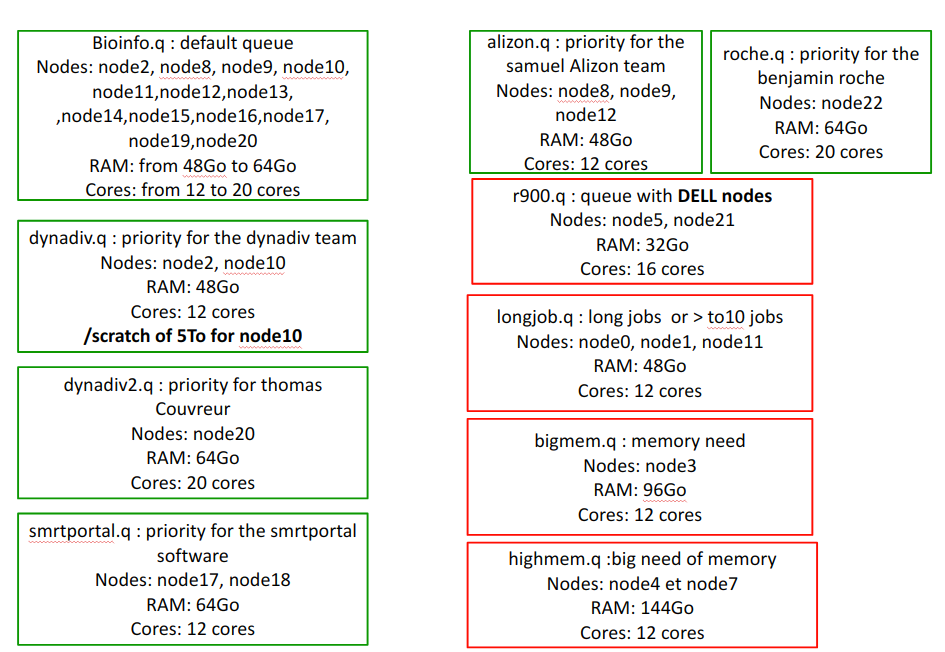 Bioinfo.q : default queue
Nodes: node2, node8, node9, node10,
node11,node12,node13,
,node14,node15,node16,node17,
node19,node20
RAM: from 48Go to 64Go
Cores: from 12 to 20 cores
dynadiv.q : priority for the dynadiv team
Nodes: node2, node10
RAM: 48Go
Cores: 12 cores
/scratch of 5To for node10
dynadiv2.q : priority for thomas
Couvreur
Nodes: node20
RAM: 64Go
Cores: 20 cores
smrtportal.q : priority for the smrtportal
software
Nodes: node17, node18
RAM: 64Go
Cores: 12 cores
alizon.q : priority for the
samuel Alizon team
Nodes: node8, node9,
node12
RAM: 48Go
Cores: 12 cores
roche.q : priority for the
benjamin roche
Nodes: node22
RAM: 64Go
Cores: 20 cores
r900.q : queue with DELL nodes
Nodes: node5, node21
RAM: 32Go
Cores: 16 cores
longjob.q : long jobs or > to10 jobs
Nodes: node0, node1, node11
RAM: 48Go
Cores: 12 cores
bigmem.q : memory need
Nodes: node3
RAM: 96Go
Cores: 12 cores
highmem.q :big need of memory
Nodes: node4 et node7
RAM: 144Go
Cores: 12 cores